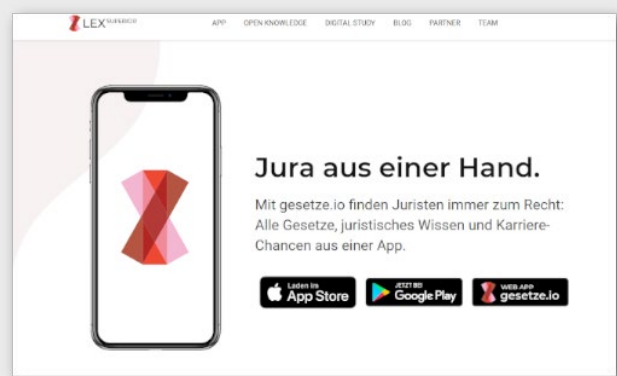 LEX SUPERIOR
APP OPEN KNOWLEDGE DIGITAL STUDY BLOG PARTNER TEAM
Jura aus einer Hand.
Mit gesetze.io finden Juristen immer zum Recht:
Alle Gesetze, juristisches Wissen und Karriere-
Chancen aus einer App.
Laden im
App Store
JETZT BEI
Google Play
WEB APP
gesetze.io